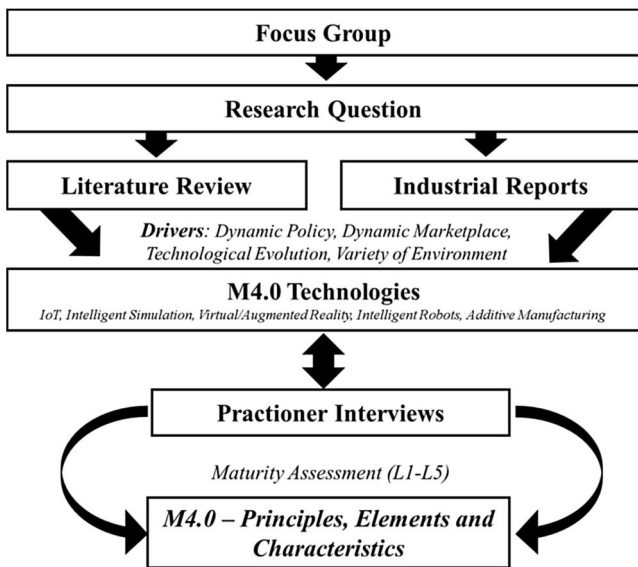 Focus Group
Research Question
Literature Review
Industrial Reports
Drivers: Dynamic Policy, Dynamic Marketplace,
Technological Evolution, Variety of Environment
M4.0 Technologies
IoT, Intelligent Simulation, Virtual/Augmented Reality, Intelligent Robots, Additive Manufacturing
Practioner Interviews
Maturity Assessment (L1-L5)
M4.0 – Principles, Elements and
Characteristics